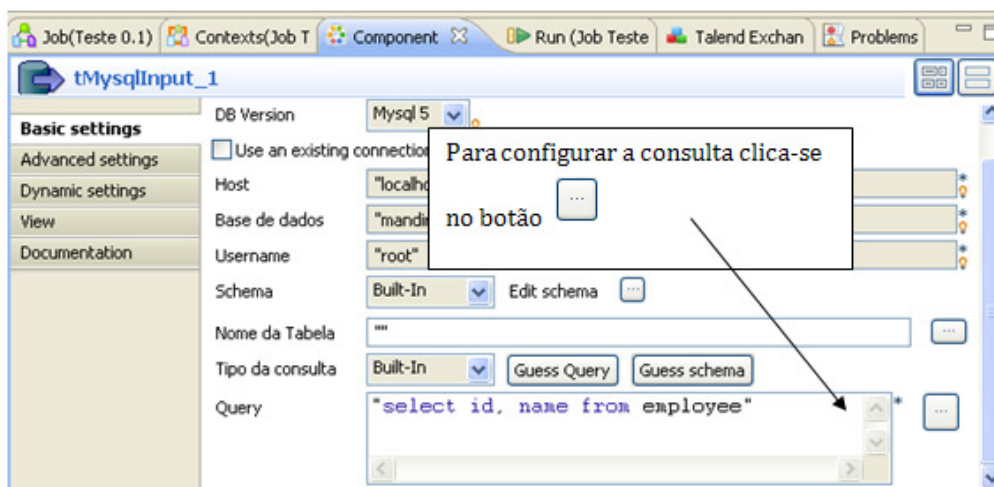 Job(Teste 0.1) Contexts(Job T Component Run (Job Teste Talend Exchan Problems
tMysqlInput_1
Basic settings
Advanced settings
Dynamic settings
View
Documentation
DB Version Mysql 5
Use an existing connection
Para configurar a consulta clica-se
no botão ...
Host "localho
Base de dados "mandi
Username "root"
Schema Built-In Edit schema ...
Nome da Tabela "" ...
Tipo da consulta Built-In Guess Query Guess schema
Query "select id, name from employee" * ...